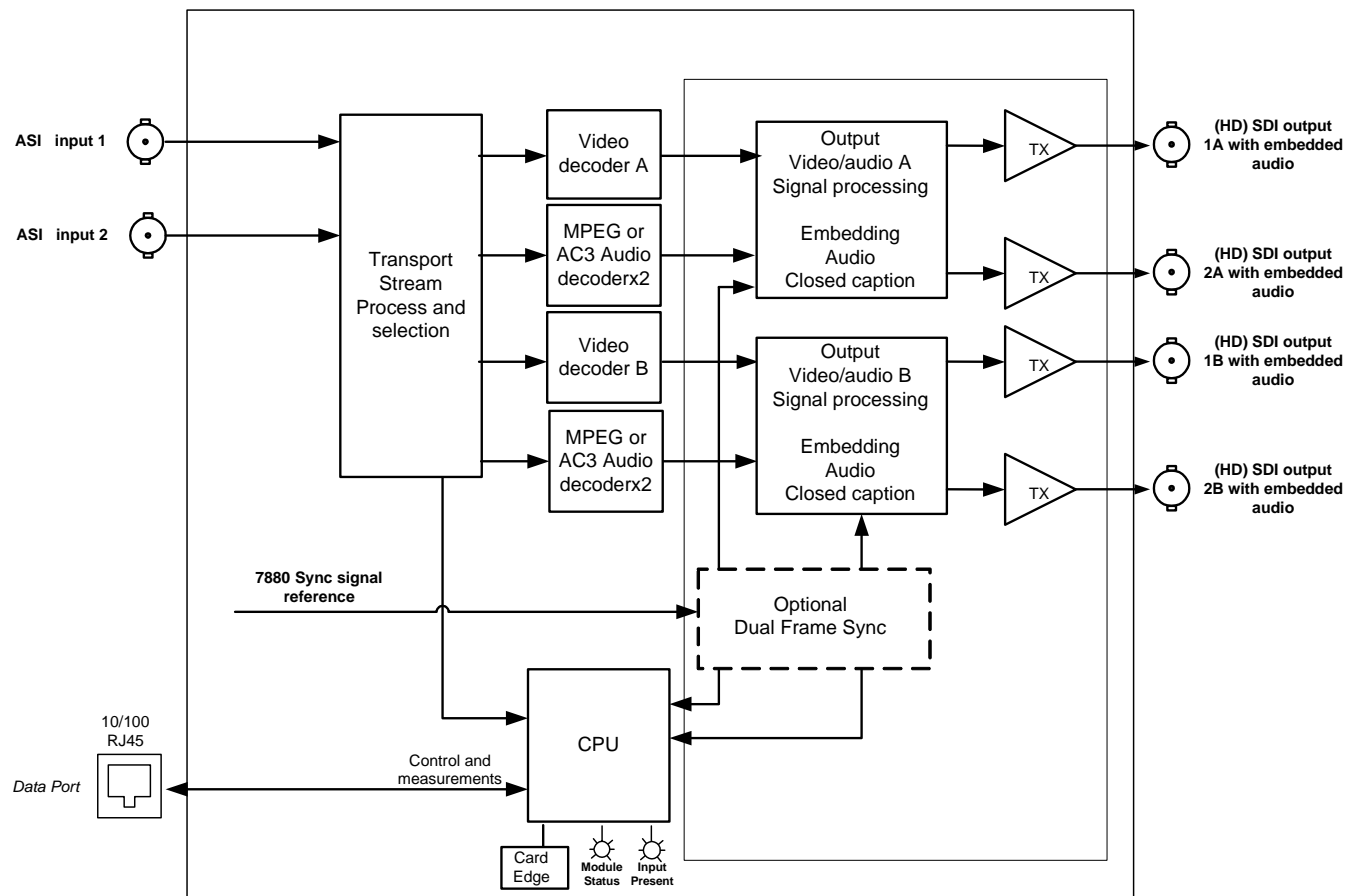 ASI input 1
ASI input 2
Transport
Stream
Process and
selection
Video
decoder A
MPEG or
AC3 Audio
decoderx2
Video
decoder B
MPEG or
AC3 Audio
decoderx2
Output
Video/audio A
Signal processing
Embedding
Audio
Closed caption
Output
Video/audio B
Signal processing
Embedding
Audio
Closed caption
TX
TX
TX
TX
(HD) SDI output
1A with embedded
audio
(HD) SDI output
2A with embedded
audio
(HD) SDI output
1B with embedded
audio
(HD) SDI output
2B with embedded
audio
7880 Sync signal
reference
Optional
Dual Frame Sync
10/100
RJ45
Data Port
Control and
measurements
CPU
Card
Edge
Module
Status
Input
Present